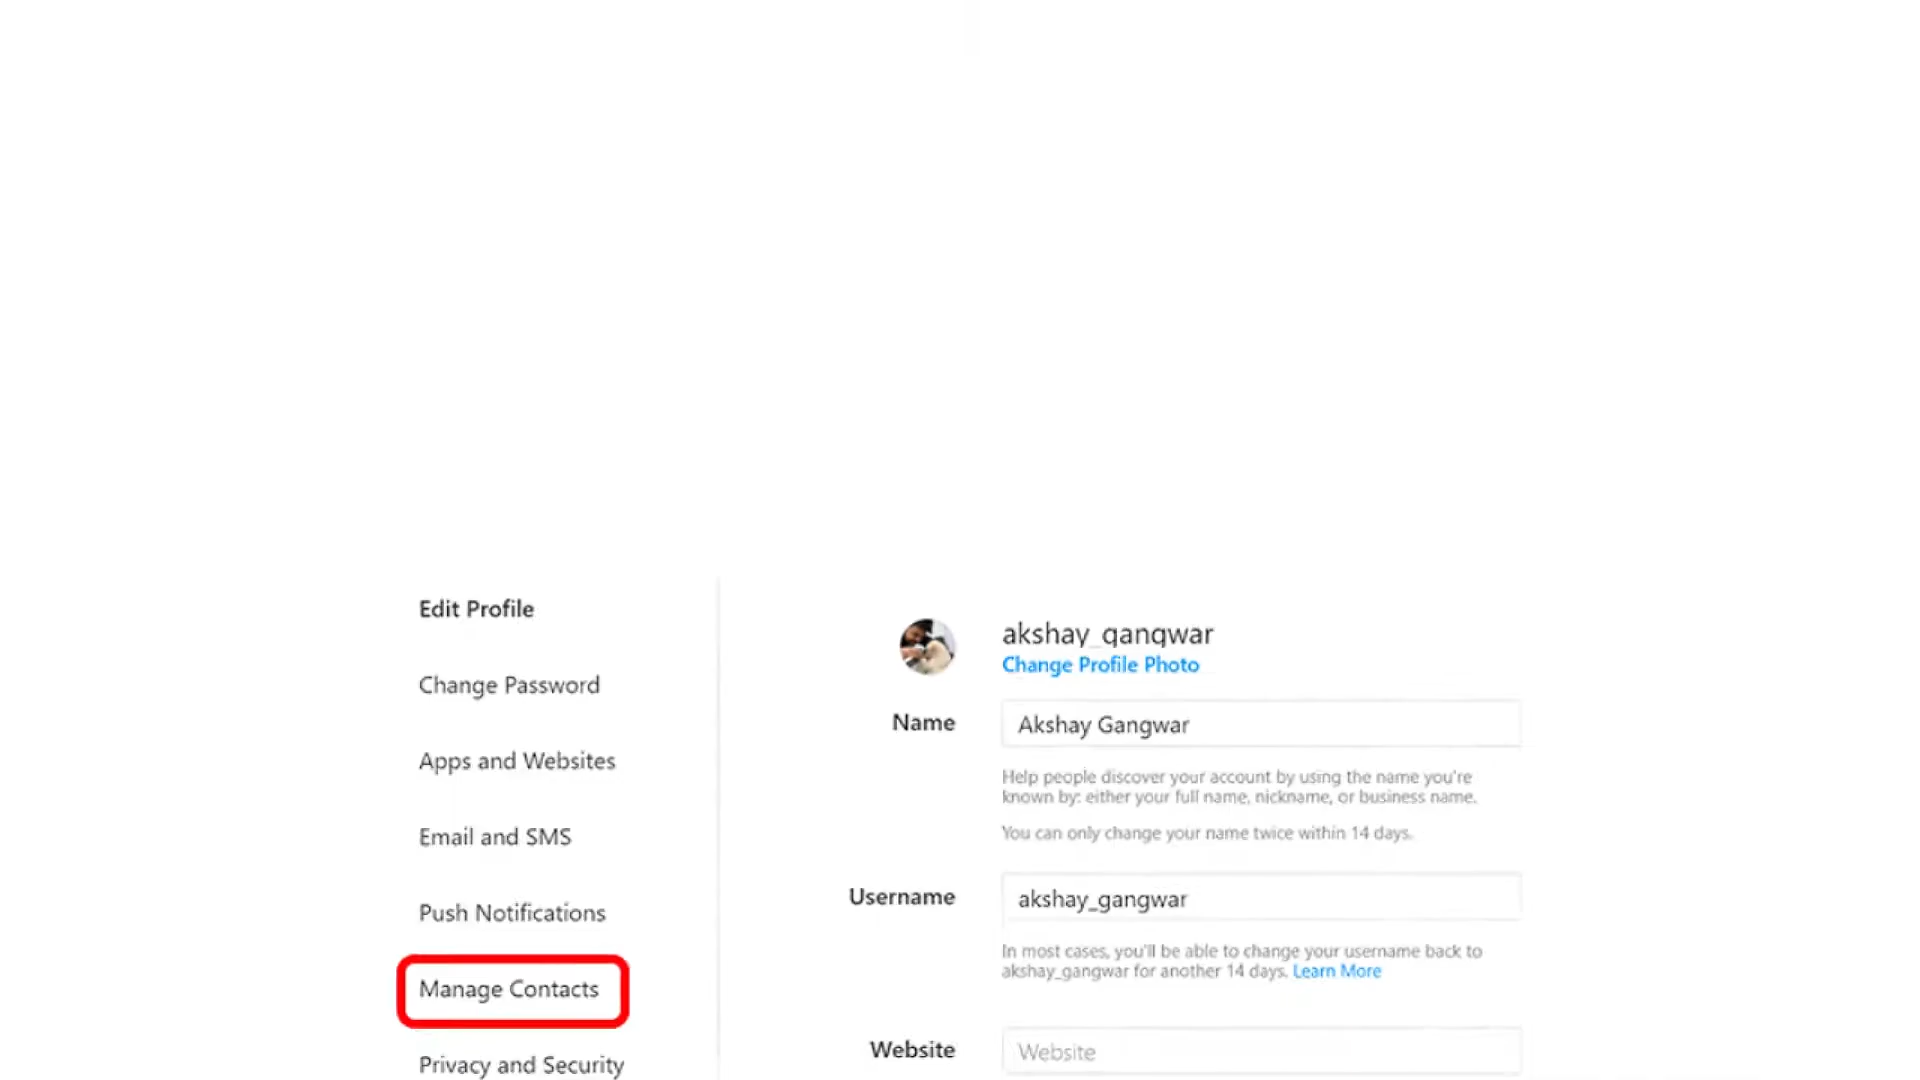 Edit Profile
Change Password
Apps and Websites
Email and SMS
Push Notifications
Manage Contacts
Privacy and Security
akshay_gangwar
Change Profile Photo
Name
Akshay Gangwar
Help people discover your account by using the name you're
known by: either your full name, nickname, or business name.
You can only change your name twice within 14 days.
Username
akshay_gangwar
In most cases, you'll be able to change your username back to
akshay_gangwar for another 14 days. Learn More
Website
Website